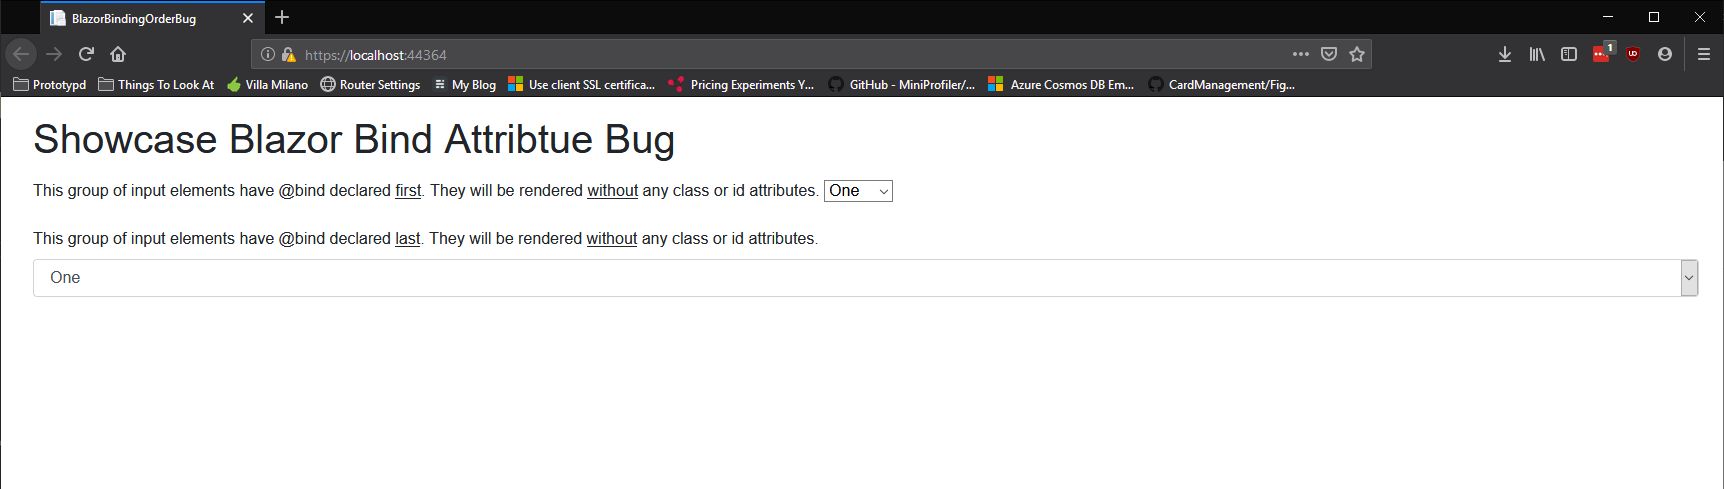 BlazorBindingOrderBug
https://localhost:44364
1
Prototypd Things To Look At Villa Milano Router Settings My Blog Use client SSL certifica... Pricing Experiments Y... GitHub - MiniProfiler/... Azure Cosmos DB Em... CardManagement/Fig...
Showcase Blazor Bind Attribtue Bug
This group of input elements have @bind declared first. They will be rendered without any class or id attributes. One
This group of input elements have @bind declared last. They will be rendered without any class or id attributes.
One